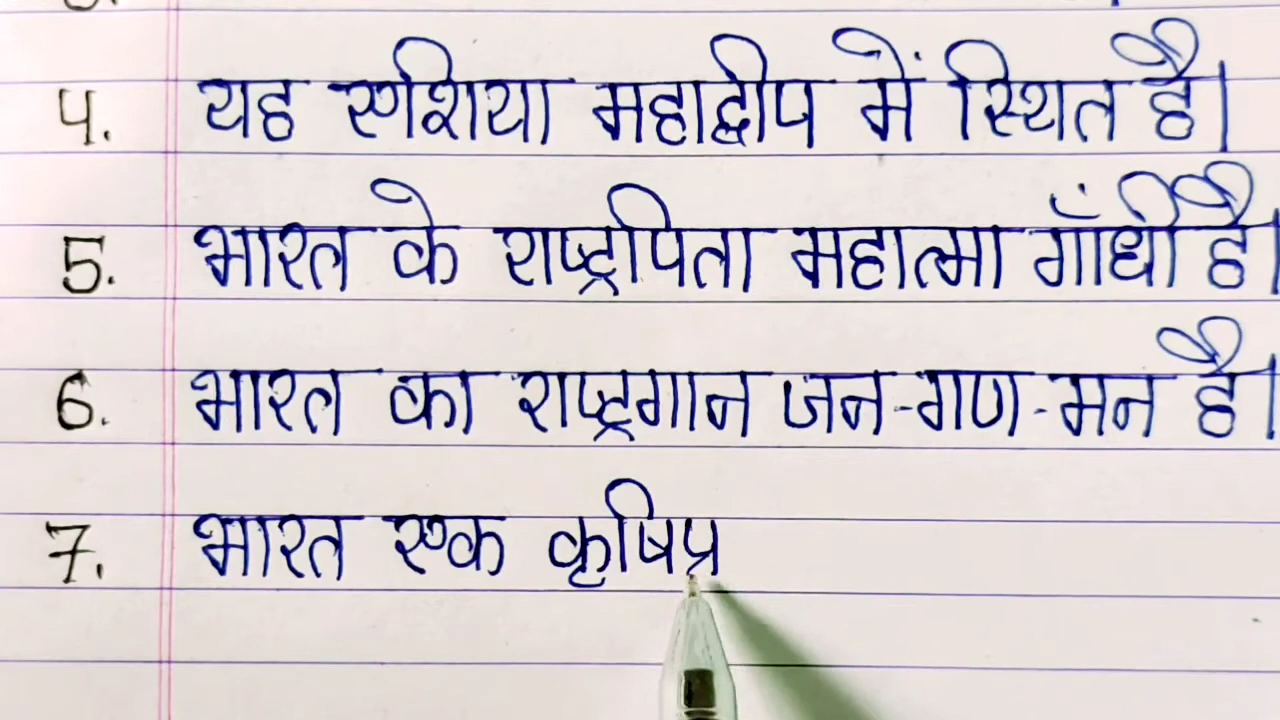 4. यह एशिया महाद्वीप में स्थित है।
5. भारत के राष्ट्रपिता महात्मा गाँधी है।
6. भारत का राष्ट्रगान जन-गण-मन है।
7. भारत एक कृषिप्र